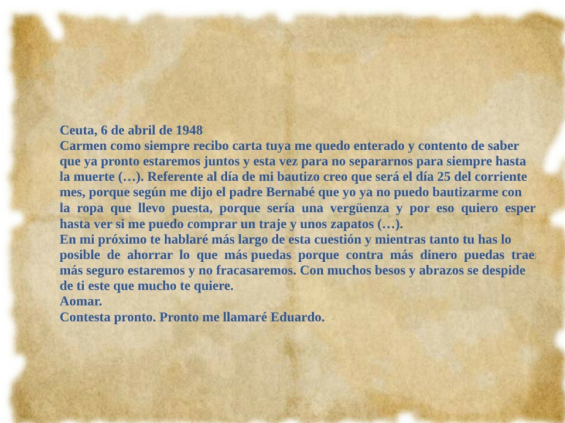 Ceuta, 6 de abril de 1948
Carmen como siempre recibo carta tuya me quedo enterado y contento de saber
que ya pronto estaremos juntos y esta vez para no separarnos para siempre hasta
la muerte (…). Referente al día de mi bautizo creo que será el día 25 del corriente
mes, porque según me dijo el padre Bernabé que yo ya no puedo bautizarme con
la ropa que llevo puesta, porque sería una vergüenza y por eso quiero esper
hasta ver si me puedo comprar un traje y unos zapatos (…).
En mi próximo te hablaré más largo de esta cuestión y mientras tanto tu has lo
posible de ahorrar lo que más puedas porque contra más dinero puedas trae
más seguro estaremos y no fracasaremos. Con muchos besos y abrazos se despide
de ti este que mucho te quiere.
Aomar.
Contesta pronto. Pronto me llamaré Eduardo.